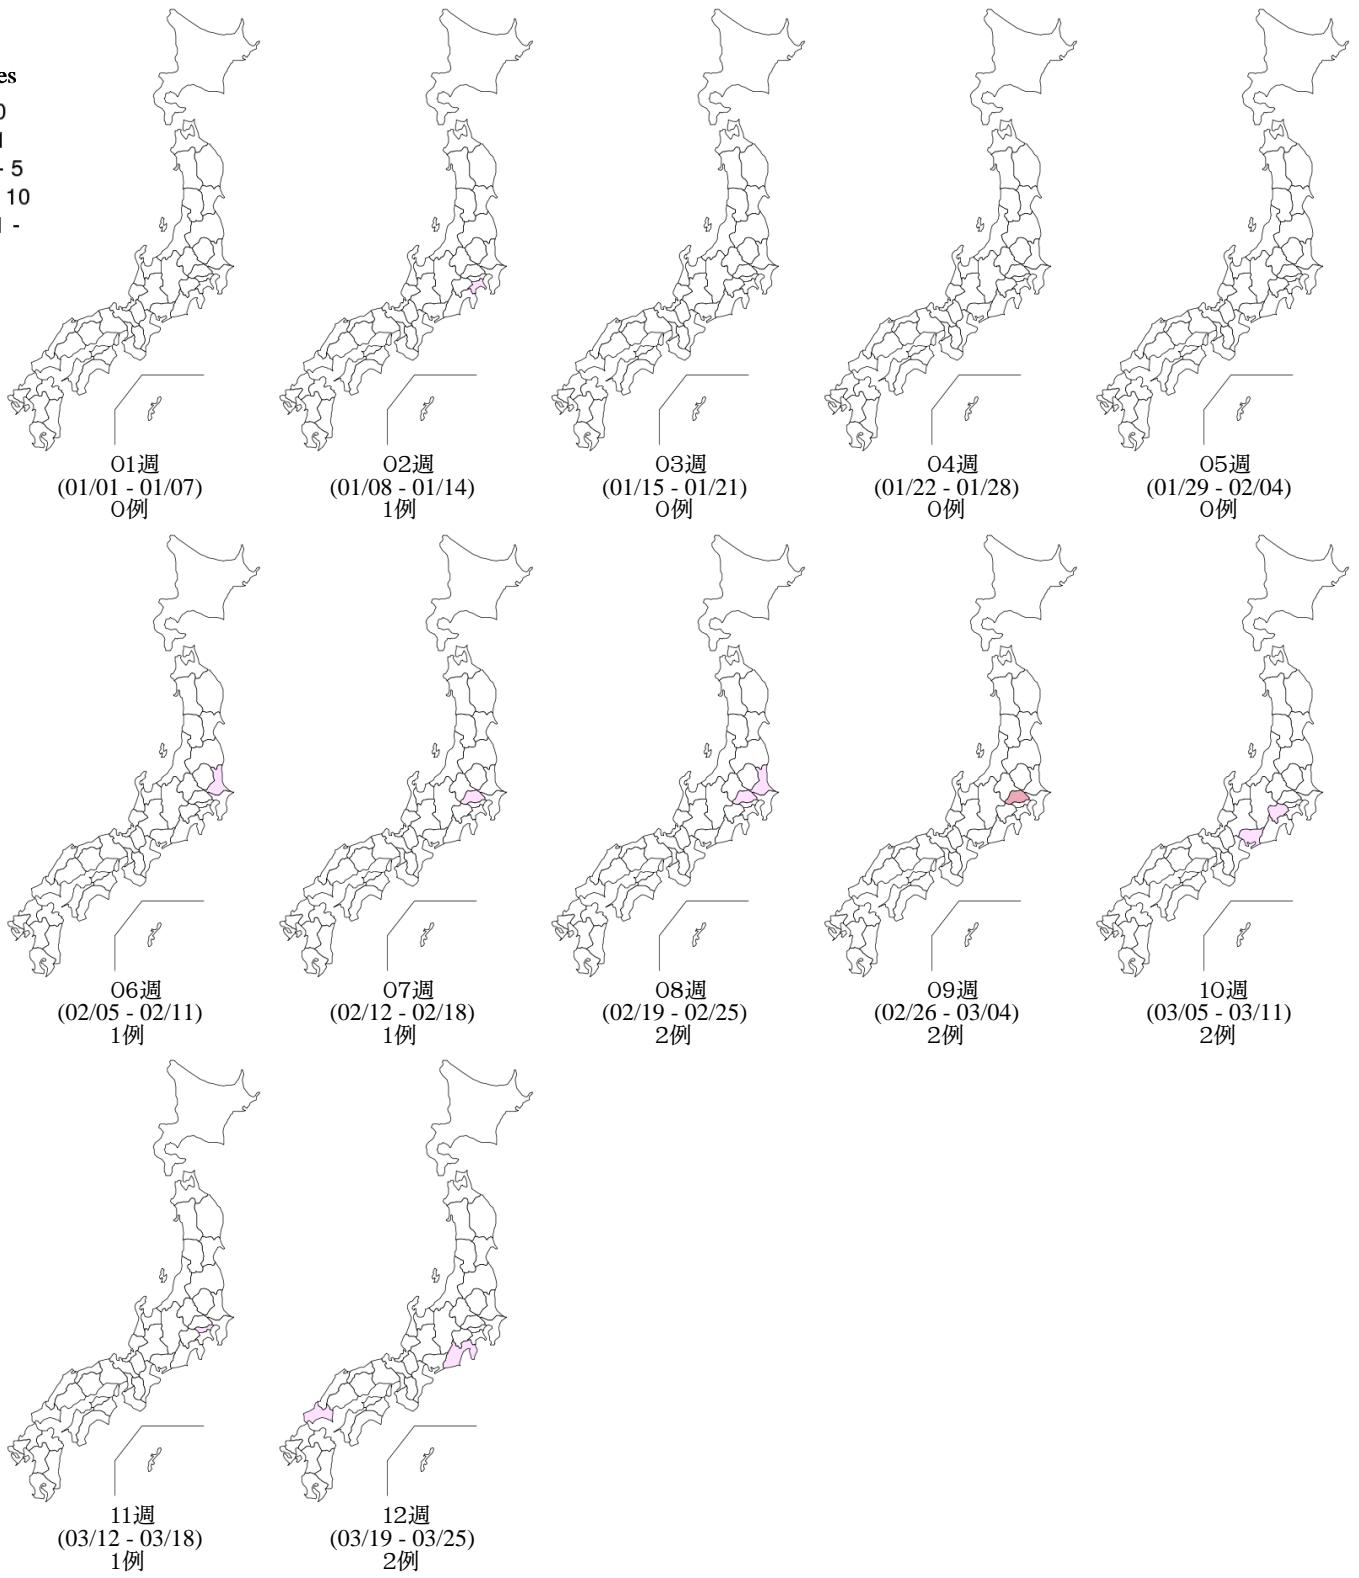 es
0
1
- 5
10
1 -
01週
(01/01 - 01/07)
0例
02週
(01/08 - 01/14)
1例
03週
(01/15 - 01/21)
0例
04週
(01/22 - 01/28)
0例
05週
(01/29 - 02/04)
0例
06週
(02/05 - 02/11)
1例
07週
(02/12 - 02/18)
1例
08週
(02/19 - 02/25)
2例
09週
(02/26 - 03/04)
2例
10週
(03/05 - 03/11)
2例
11週
(03/12 - 03/18)
1例
12週
(03/19 - 03/25)
2例